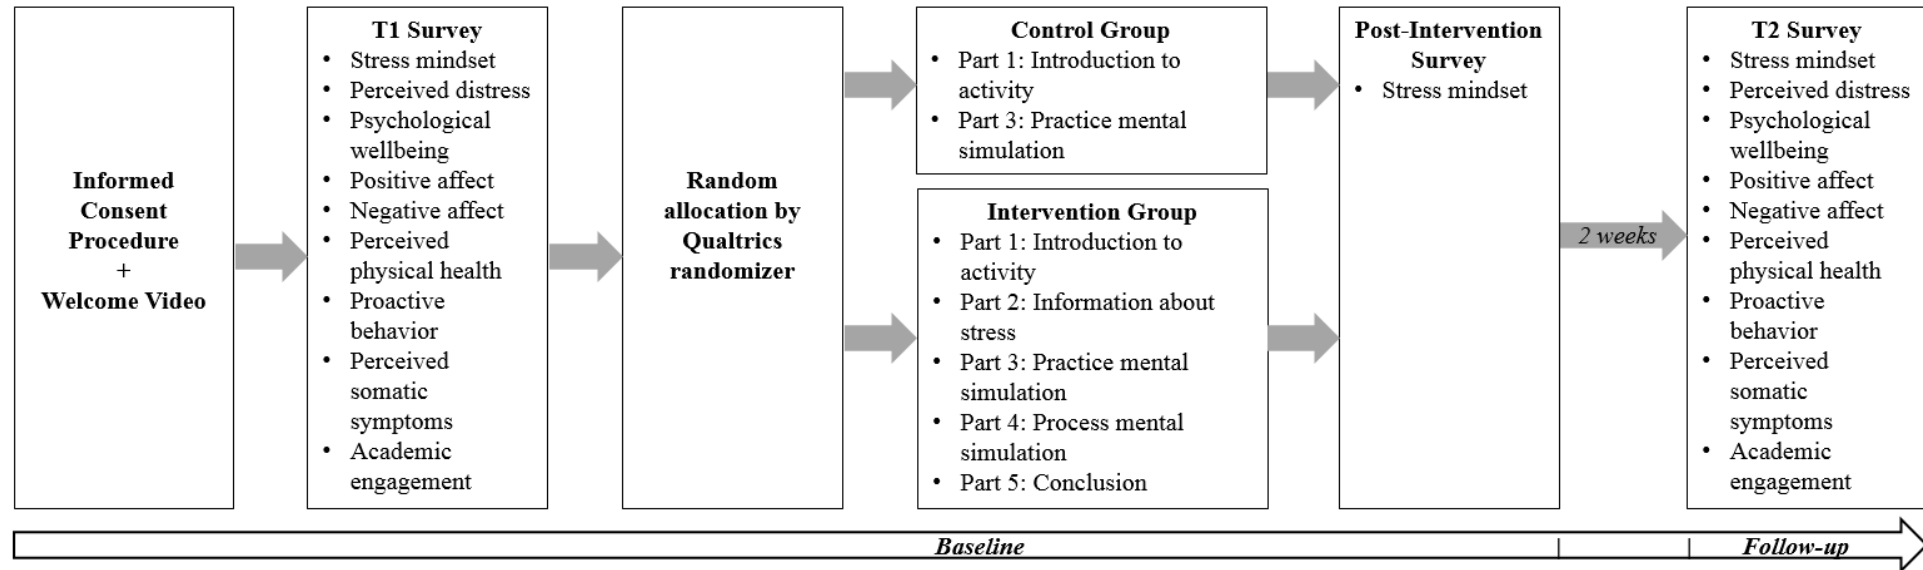 Informed
Consent
Procedure
+
Welcome Video
T1 Survey
• Stress mindset
• Perceived distress
• Psychological
wellbeing
• Positive affect
• Negative affect
• Perceived
physical health
• Proactive
behavior
• Perceived
somatic
symptoms
• Academic
engagement
Random
allocation by
Qualtrics
randomizer
Control Group
• Part 1: Introduction to
activity
• Part 3: Practice mental
simulation
Intervention Group
• Part 1: Introduction to
activity
• Part 2: Information about
stress
• Part 3: Practice mental
simulation
• Part 4: Process mental
simulation
• Part 5: Conclusion
Post-Intervention
Survey
• Stress mindset
2 weeks
T2 Survey
• Stress mindset
• Perceived distress
• Psychological
wellbeing
• Positive affect
• Negative affect
• Perceived
physical health
• Proactive
behavior
• Perceived
somatic
symptoms
• Academic
engagement
Baseline
Follow-up